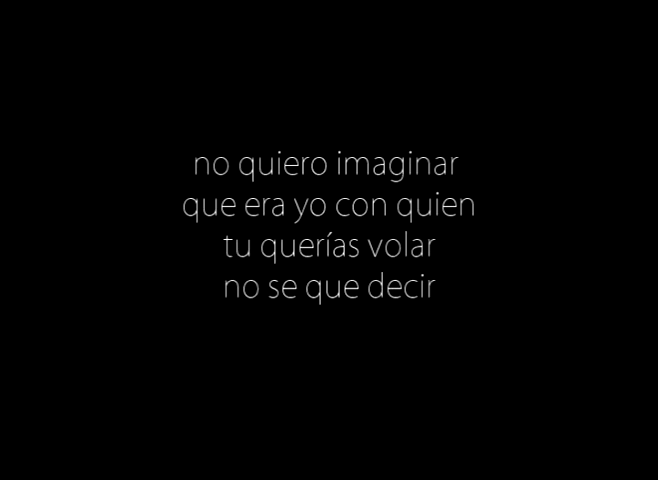 no quiero imaginar
que era yo con quien
tu querías volar
no se que decir